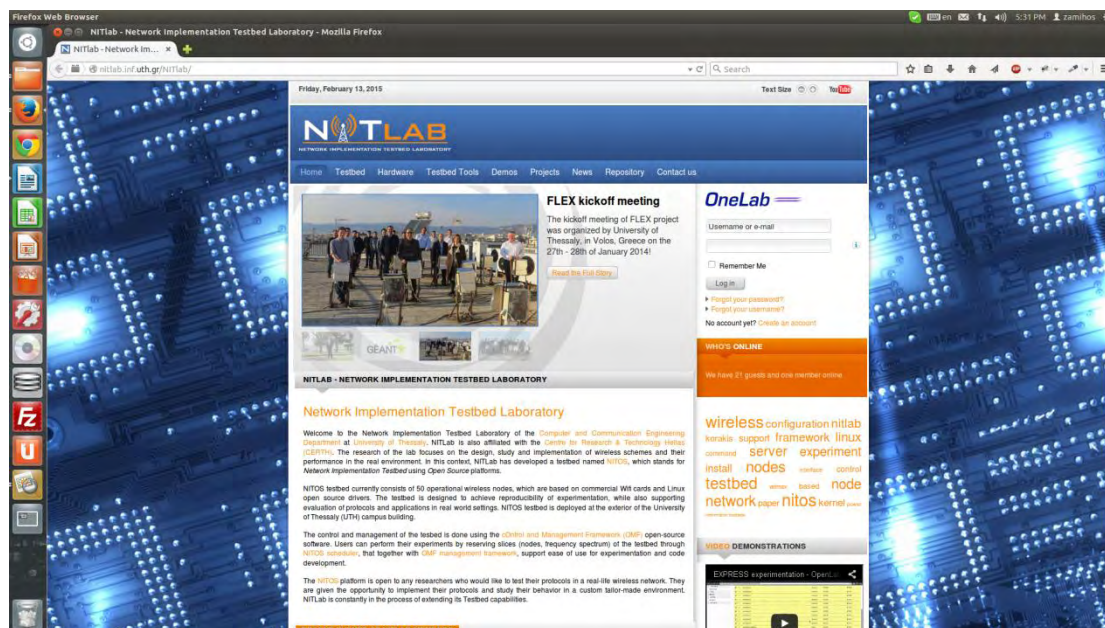 Firefox Web Browser
en
5:31 PM
zamihos
NITlab - Network Implementation Testbed Laboratory - Mozilla Firefox
NITlab - Network Im...
nitlab.inf.uth.gr/NITlab/
Search
Friday, February 13, 2015
Text Size
YouTube
NITLAB
NETWORK IMPLEMENTATION TESTBED LABORATORY
Home Testbed Hardware Testbed Tools Demos Projects News Repository Contact us
FLEX kickoff meeting
The kickoff meeting of FLEX project
was organized by University of
Thessaly, in Volos, Greece on the
27th - 28th of January 2014!
Read the Full Story
GEANT
OneLab
Username or e-mail
Remember Me
Log in
Forgot your password?
Forgot your username?
No account yet? Create an account
WHO'S ONLINE
We have 21 guests and one member online
NITLAB - NETWORK IMPLEMENTATION TESTBED LABORATORY
Network Implementation Testbed Laboratory
Welcome to the Network Implementation Testbed Laboratory of the Computer and Communication Engineering
Department at University of Thessaly. NITLab is also affiliated with the Centre for Research & Technology Hellas
(CERTH). The research of the lab focuses on the design, study and implementation of wireless schemes and their
performance in the real environment. In this context, NITLab has developed a testbed named NITOS, which stands for
Network Implementation Testbed using Open Source platforms.
NITOS testbed currently consists of 50 operational wireless nodes, which are based on commercial Wifi cards and Linux
open source drivers. The testbed is designed to achieve reproducibility of experimentation, while also supporting
evaluation of protocols and applications in real world settings. NITOS testbed is deployed at the exterior of the University
of Thessaly (UTH) campus building.
The control and management of the tesbed is done using the cOntrol and Management Framework (OMF) open-source
software. Users can perform their experiments by reserving slices (nodes, frequency spectrum) of the testbed through
NITOS scheduler, that together with OMF management framework, support ease of use for experimentation and code
development.
The NITOS platform is open to any researchers who would like to test their protocols in a real-life wireless network. They
are given the opportunity to implement their protocols and study their behavior in a custom tailor-made environment.
NITLab is constantly in the process of extending its Testbed capabilities.
wireless configuration nitlab
korakis support framework linux
command server experiment
install nodes interface control
testbed based node
network paper nitos kernel
VIDEO DEMONSTRATIONS
EXPRESS experimentation - OpenL